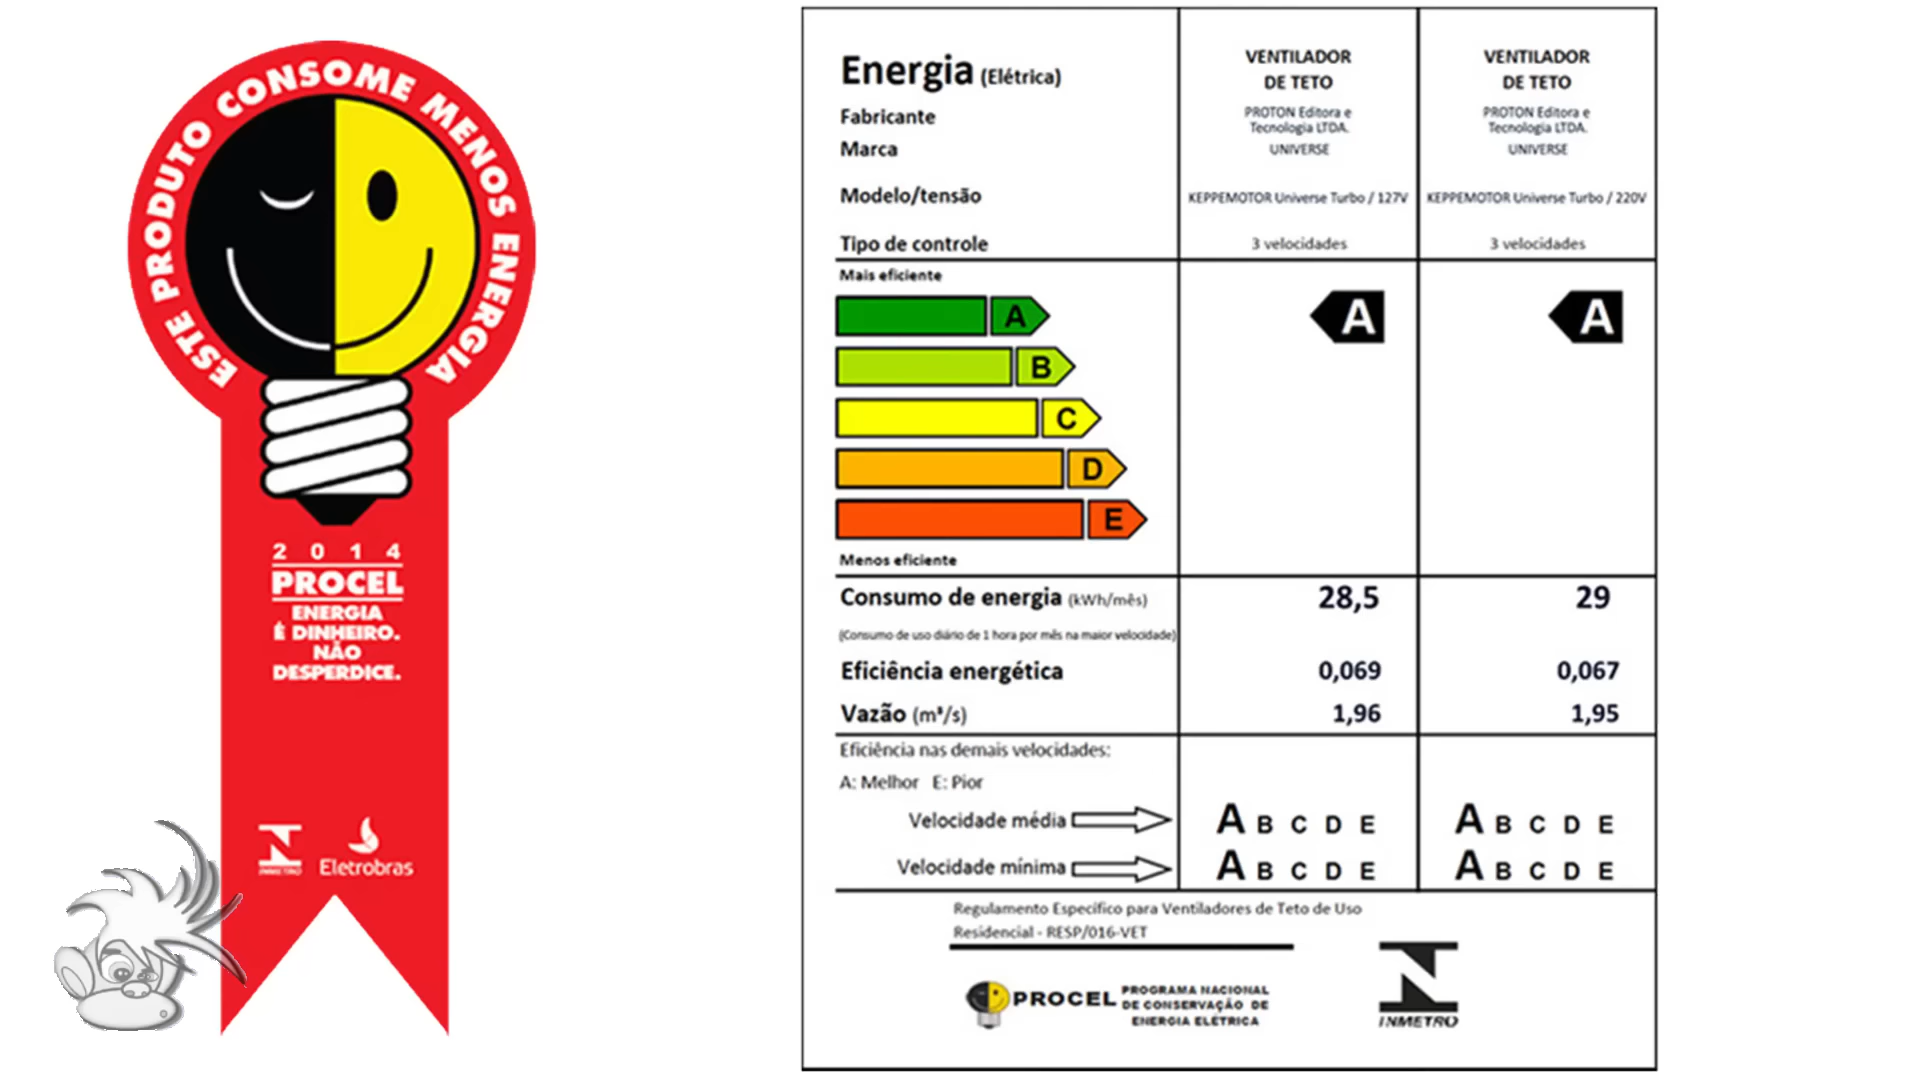 ESTE PRODUTO CONSOME MENOS ENERGIA
2014
PROCEL
ENERGIA
É DINHEIRO.
NÃO
DESPERDICE.
INMETRO
Eletrobras
Energia (Elétrica)
VENTILADOR
DE TETO
VENTILADOR
DE TETO
Fabricante
PROTON Editora e
Tecnologia LTDA.
PROTON Editora e
Tecnologia LTDA.
Marca
UNIVERSE
UNIVERSE
Modelo/tensão
KEPPEMOTOR Universe Turbo / 127V
KEPPEMOTOR Universe Turbo / 220V
Tipo de controle
3 velocidades
3 velocidades
Mais eficiente
A
A
A
B
C
D
E
Menos eficiente
Consumo de energia (kWh/mês)
28,5
29
(Consumo de uso diário de 1 hora por mês na maior velocidade)
Eficiência energética
0,069
0,067
Vazão (m³/s)
1,96
1,95
Eficiência nas demais velocidades:
A: Melhor E: Pior
Velocidade média
A B C D E
A B C D E
Velocidade mínima
A B C D E
A B C D E
Regulamento Específico para Ventiladores de Teto de Uso
Residencial - RESP/016-VET
PROCEL
PROGRAMA NACIONAL
DE CONSERVAÇÃO DE
ENERGIA ELÉTRICA
INMETRO